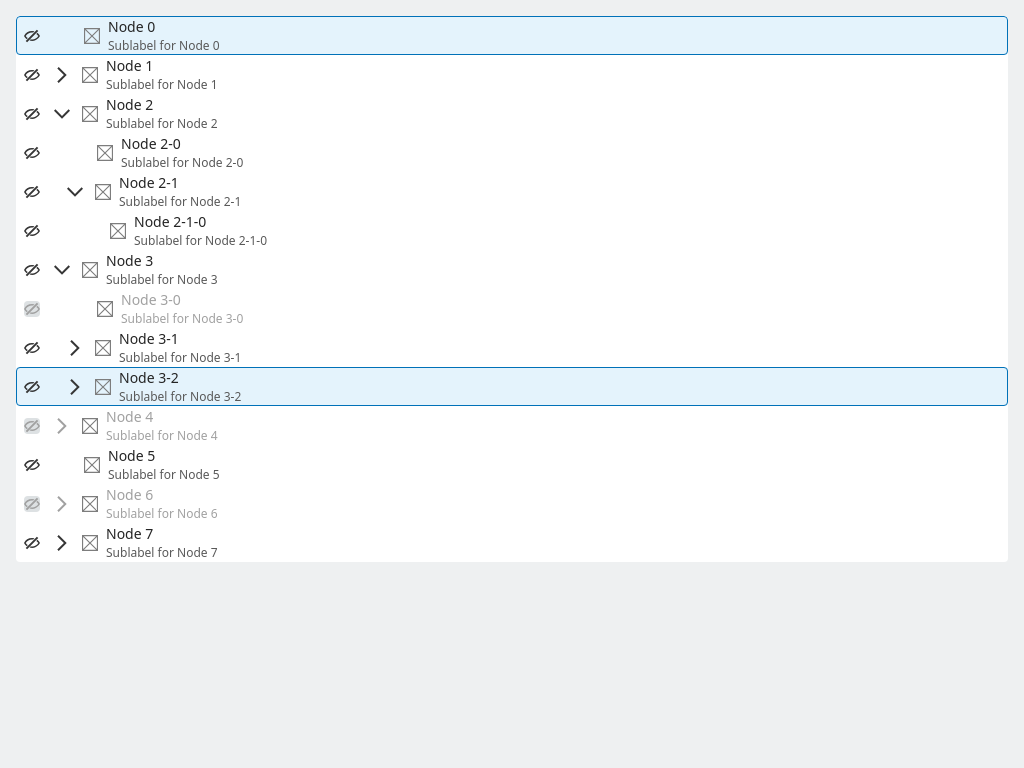 Node 0
Sublabel for Node 0
Node 1
Sublabel for Node 1
Node 2
Sublabel for Node 2
Node 2-0
Sublabel for Node 2-0
Node 2-1
Sublabel for Node 2-1
Node 2-1-0
Sublabel for Node 2-1-0
Node 3
Sublabel for Node 3
Node 3-0
Sublabel for Node 3-0
Node 3-1
Sublabel for Node 3-1
Node 3-2
Sublabel for Node 3-2
Node 4
Sublabel for Node 4
Node 5
Sublabel for Node 5
Node 6
Sublabel for Node 6
Node 7
Sublabel for Node 7